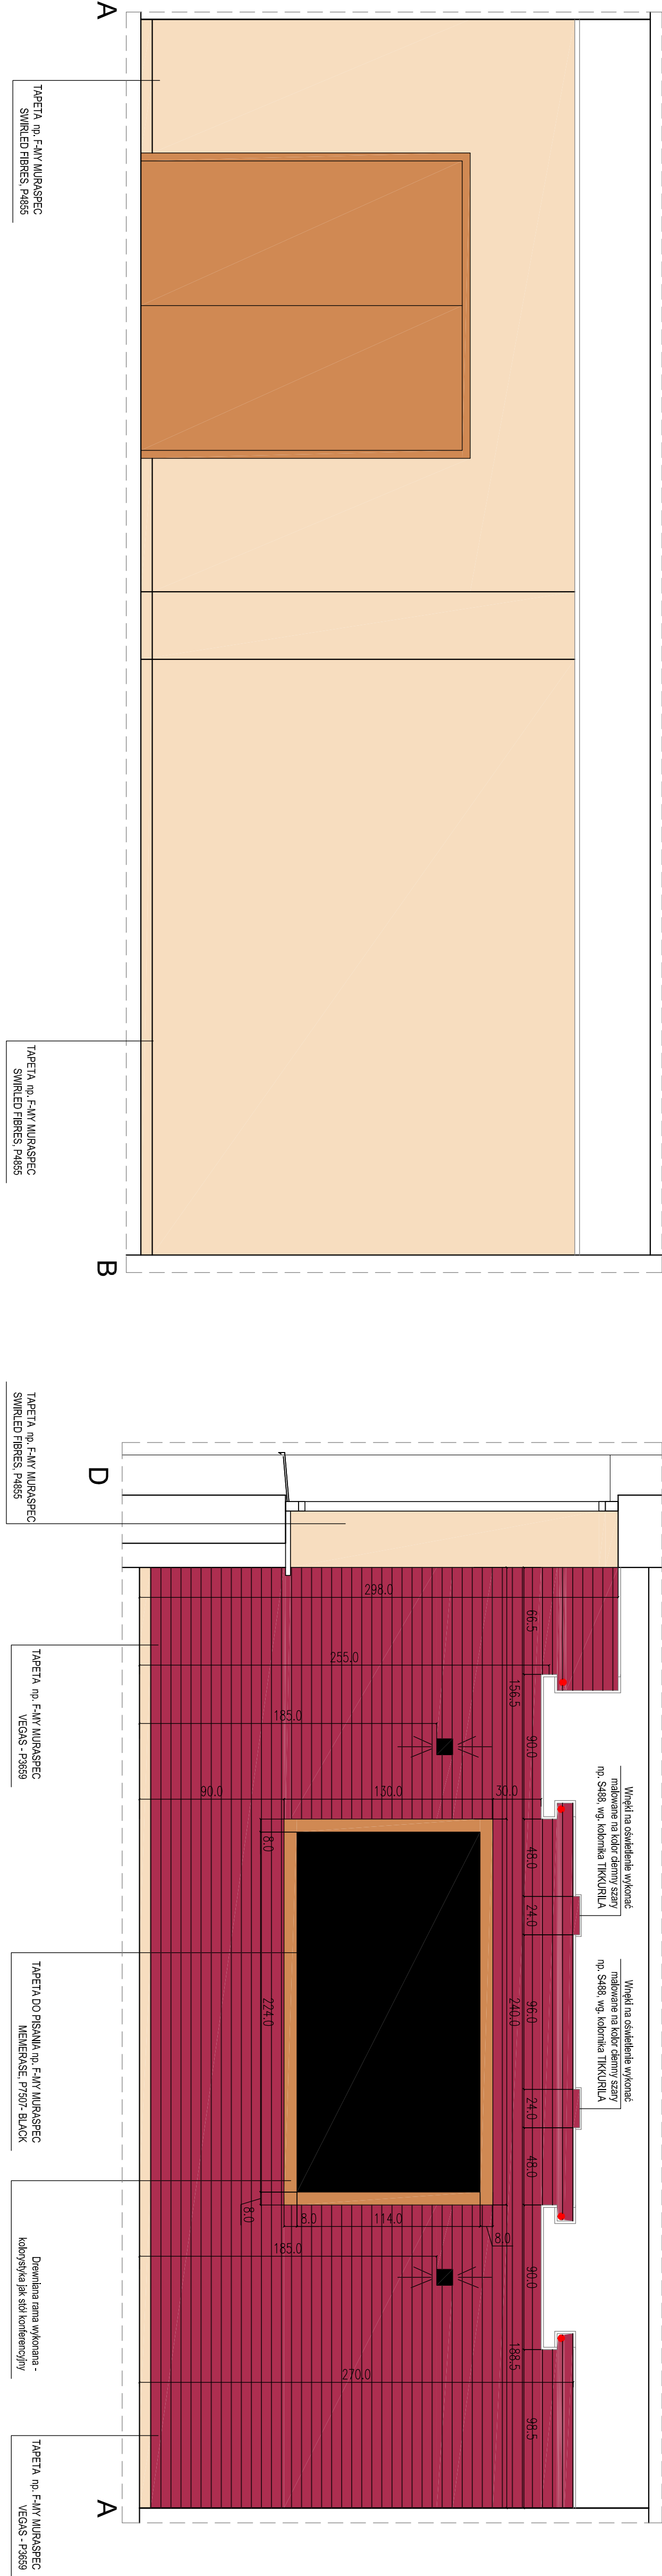 A
TAPETA np. F-MY MURASPEC
SWIRLED FIBRES, P4855
TAPETA np. F-MY MURASPEC
SWIRLED FIBRES, P4855
B
TAPETA np. F-MY MURASPEC
SWIRLED FIBRES, P4855
D
TAPETA np. F-MY MURASPEC
VEGAS - P3659
Wnęki na oświetlenie wykonać
malowane na kolor ciemny szary
np. S488, wg. kolornika TIKKURILA
Wnęki na oświetlenie wykonać
malowane na kolor ciemny szary
np. S488, wg. kolornika TIKKURILA
298.0
66.5
255.0
156.5
185.0
90.0
90.0
130.0
30.0
8.0
48.0
24.0
224.0
240.0
96.0
24.0
48.0
8.0
8.0
114.0
8.0
185.0
90.0
188.5
270.0
98.5
TAPETA DO PISANIA np. F-MY MURASPEC
MEMERASE, P7507- BLACK
Drewniana rama wykonana -
kolorystyka jak stół konferencyjny
TAPETA np. F-MY MURASPEC
VEGAS - P3659
A